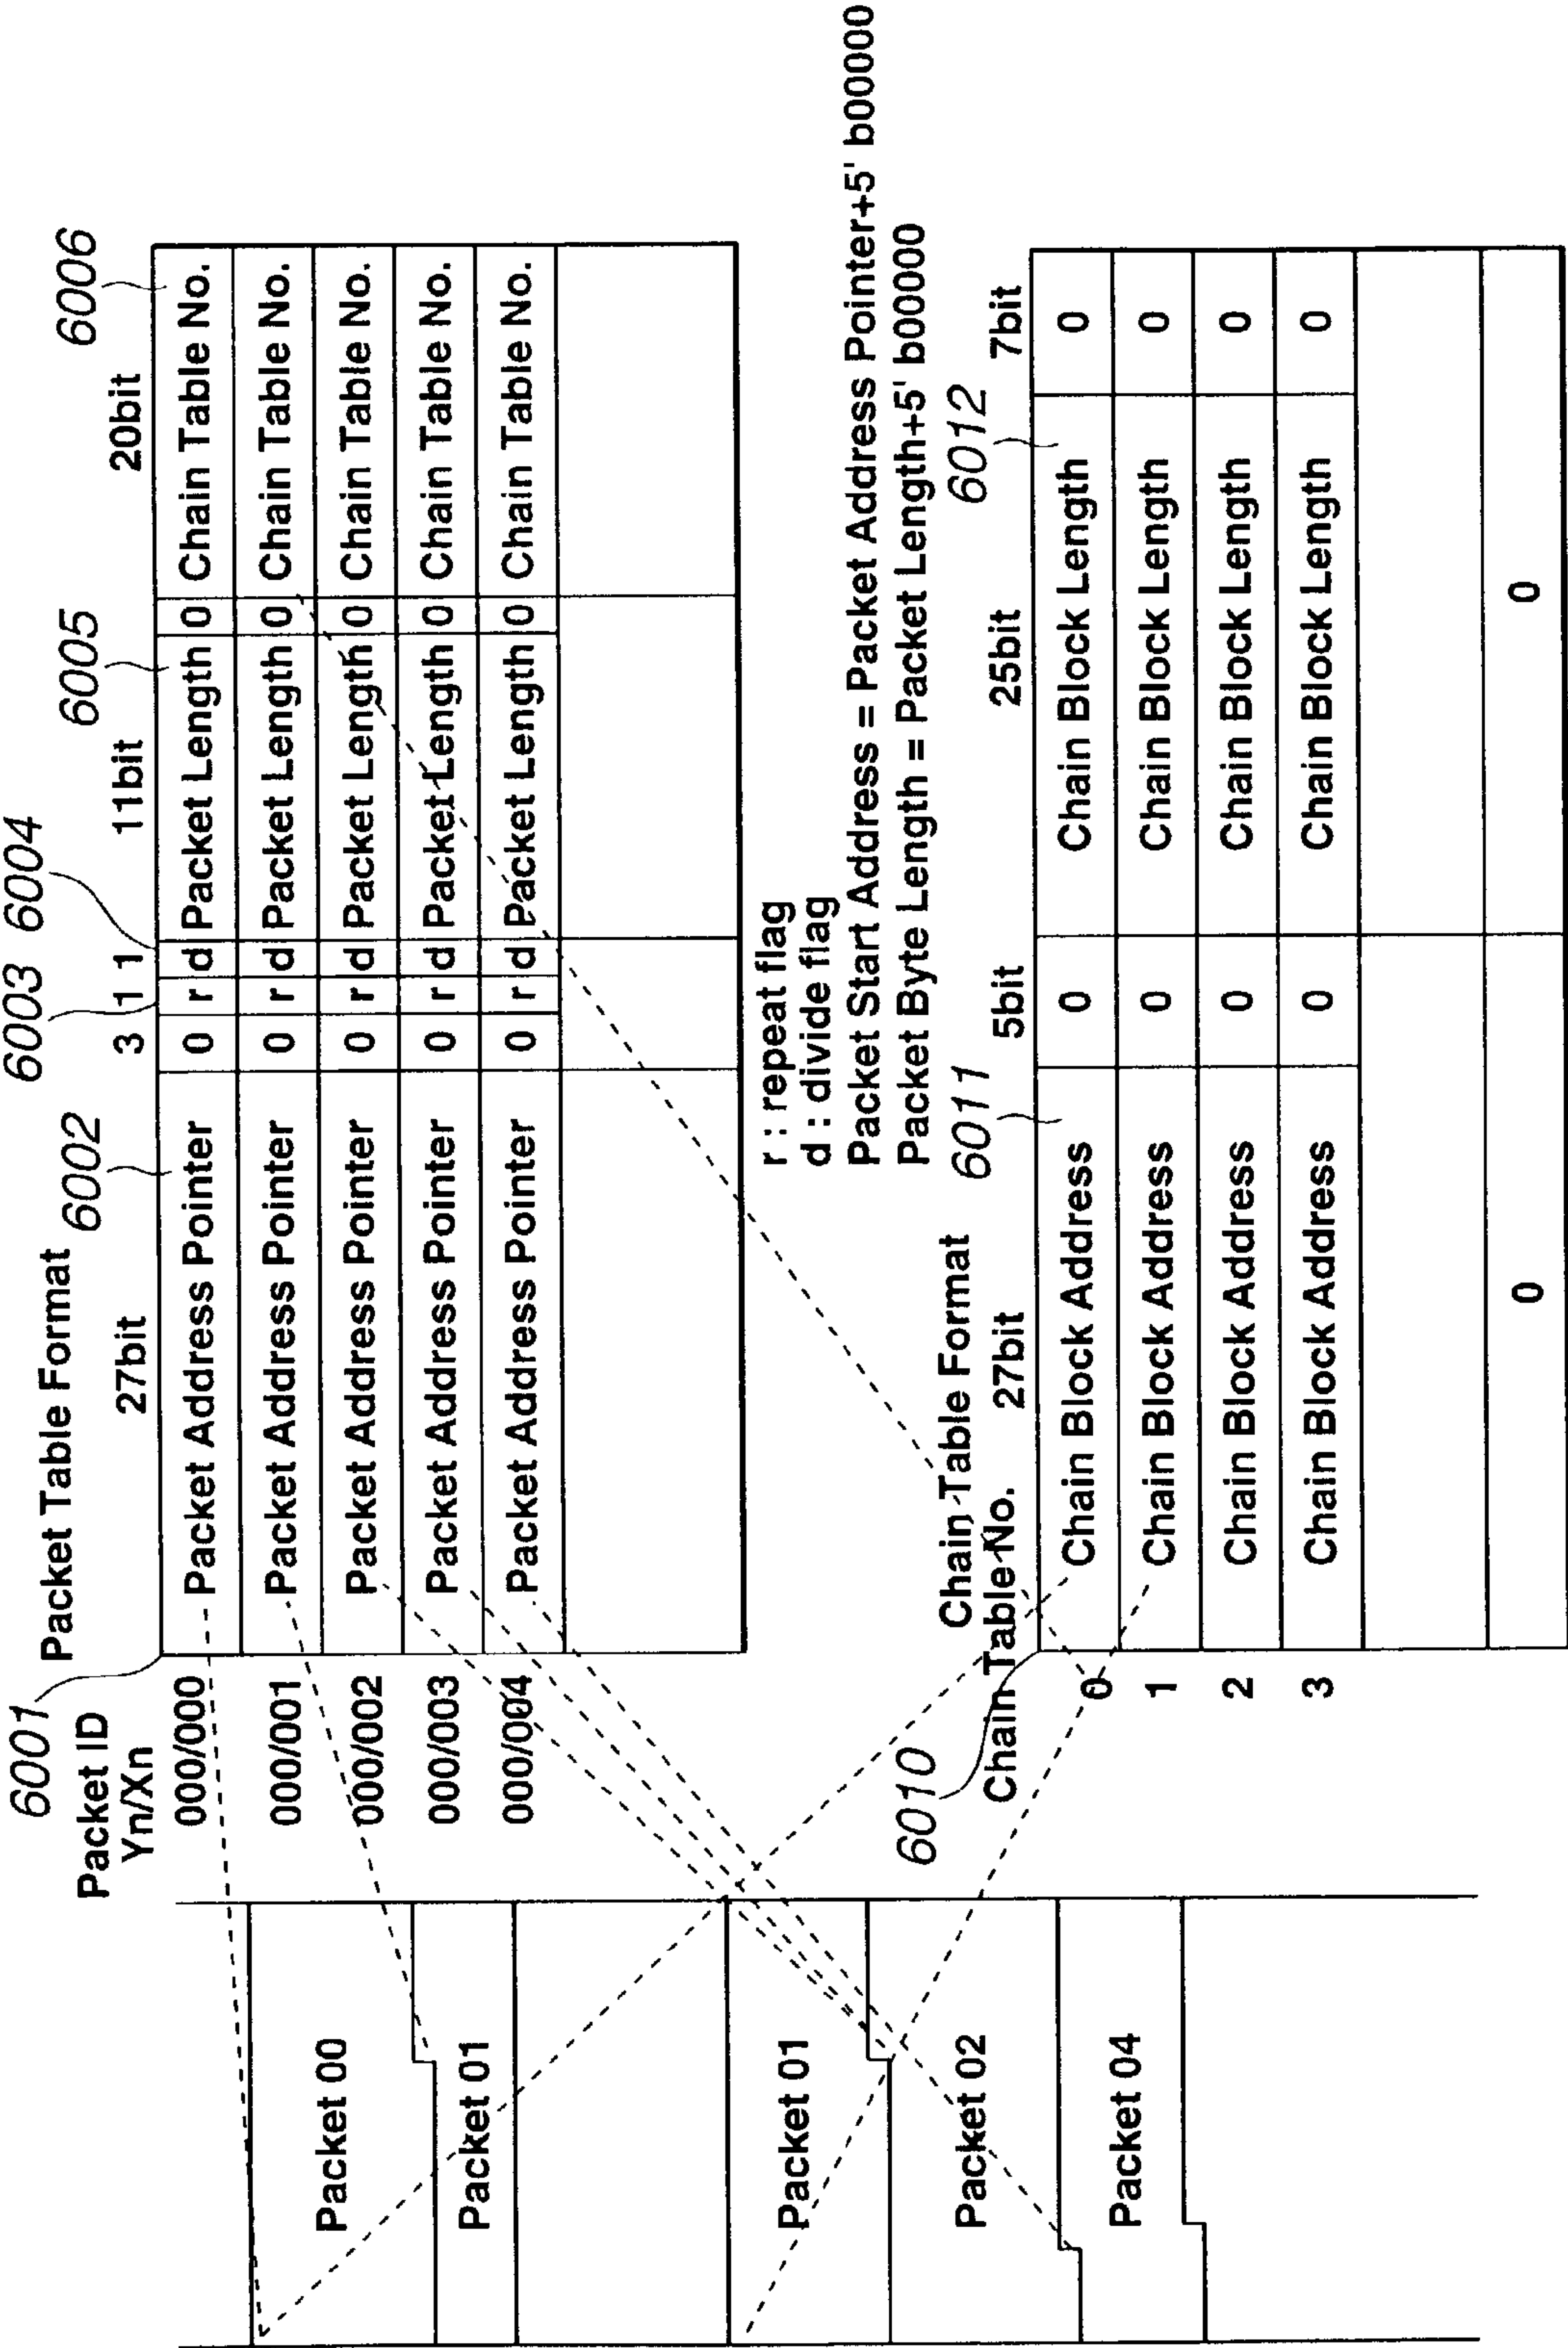 Packet Table Format
6001
Packet ID
Yn/Xn
27bit 3 1 1 11bit 20bit
6002 6003 6004 6005 6006
000/000 Packet Address Pointer 0 r d Packet Length 0 Chain Table No.
000/001 Packet Address Pointer 0 r d Packet Length 0 Chain Table No.
000/002 Packet Address Pointer 0 r d Packet Length 0 Chain Table No.
000/003 Packet Address Pointer 0 r d Packet Length 0 Chain Table No.
000/004 Packet Address Pointer 0 r d Packet Length 0 Chain Table No.
r : repeat flag
d : divide flag
Packet Start Address = Packet Address Pointer+5' b00000
Packet Byte Length = Packet Length+5' b00000
Packet 00
Packet 01
Packet 01
Packet 02
Packet 04
6010
Chain Table Format
Chain Table No.
27bit 5bit 25bit 7bit
6011 6012
0 Chain Block Address 0 Chain Block Length 0
1 Chain Block Address 0 Chain Block Length 0
2 Chain Block Address 0 Chain Block Length 0
3 Chain Block Address 0 Chain Block Length 0
0 0